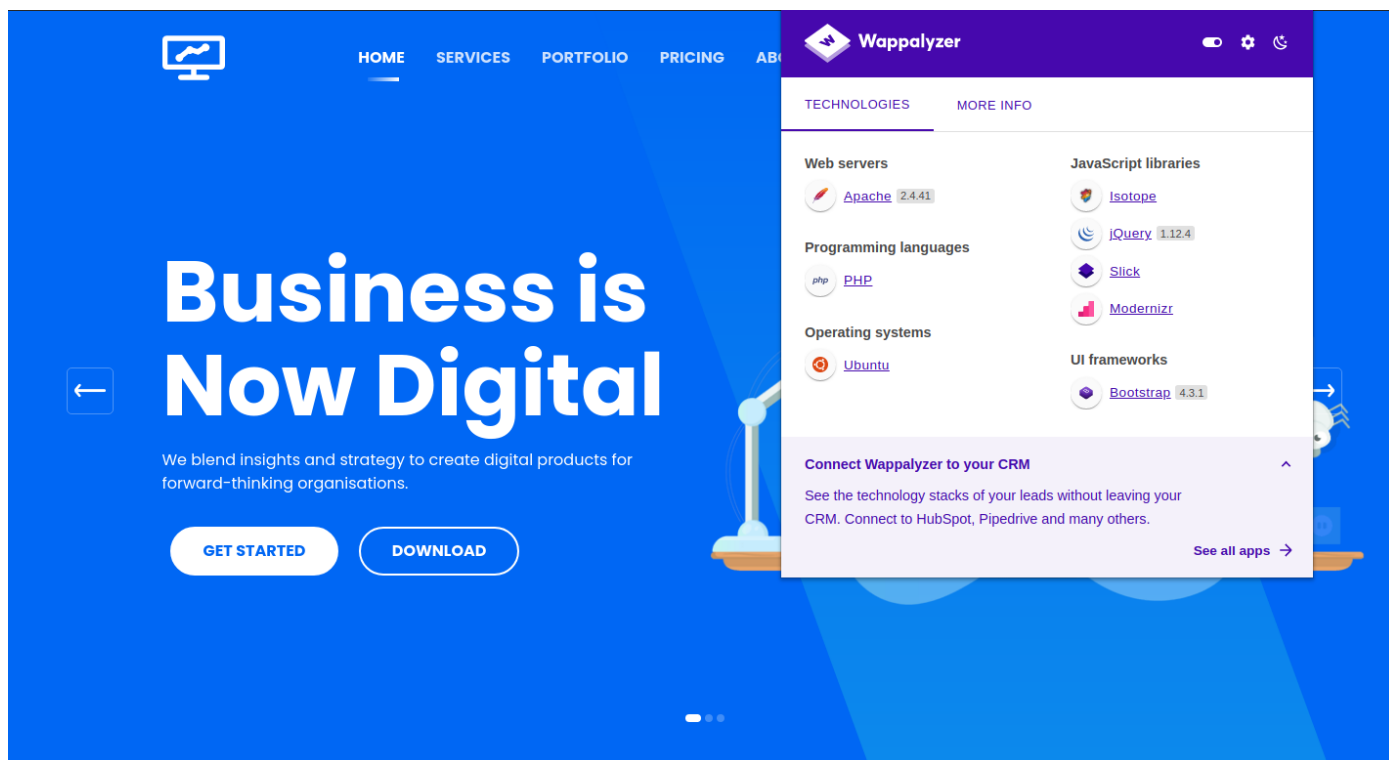 HOME SERVICES PORTFOLIO PRICING
Business is
Now Digital
We blend insights and strategy to create digital products for
forward-thinking organisations.
GET STARTED DOWNLOAD
Wappalyzer
TECHNOLOGIES MORE INFO
Web servers
Apache 2.4.41
Programming languages
php PHP
Operating systems
Ubuntu
JavaScript libraries
Isotope
jQuery 1.12.4
Slick
Modernizr
UI frameworks
Bootstrap 4.3.1
Connect Wappalyzer to your CRM
See the technology stacks of your leads without leaving your
CRM. Connect to HubSpot, Pipedrive and many others.
See all apps